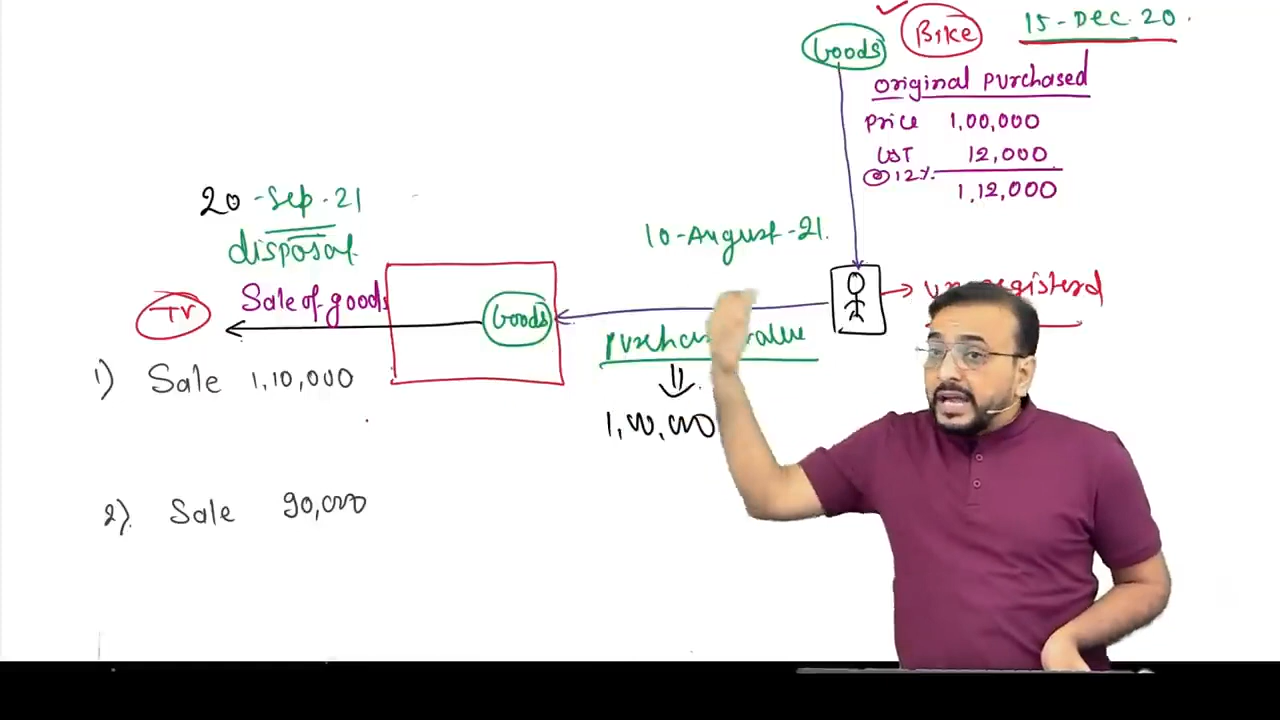 Goods
Bike
15-Dec.20.
original purchased
Price 1,00,000
GST 12,000
@12%
1,12,000
20-Sep-21
disposal
10-August-21.
TV
Sale of goods
Goods
purchase value
1,00,000
1) Sale 1,10,000
2). Sale 90,000